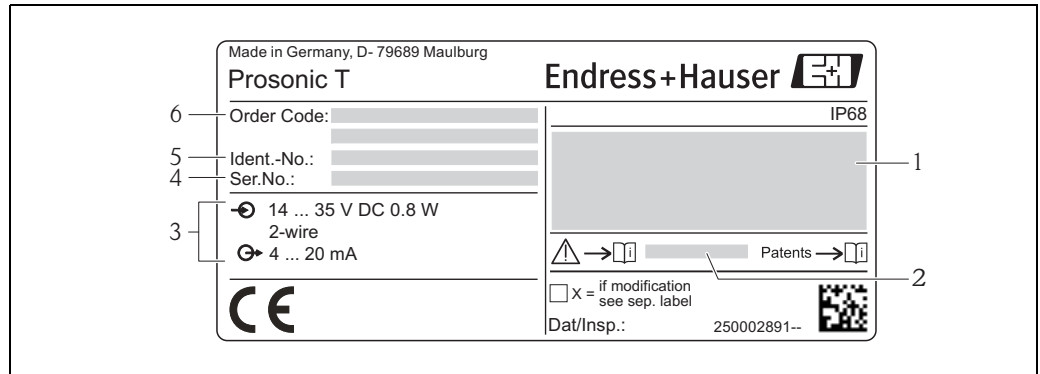 Made in Germany, D- 79689 Maulburg
Prosonic T
Endress+Hauser
IP68
6
Order Code:
5
Ident.-No.:
4
Ser.No.:
1
3
14 ... 35 V DC 0.8 W
2-wire
4 ... 20 mA
i
Patents
i
2
X = if modification
see sep. label
CE
Dat/Insp.:
250002891--